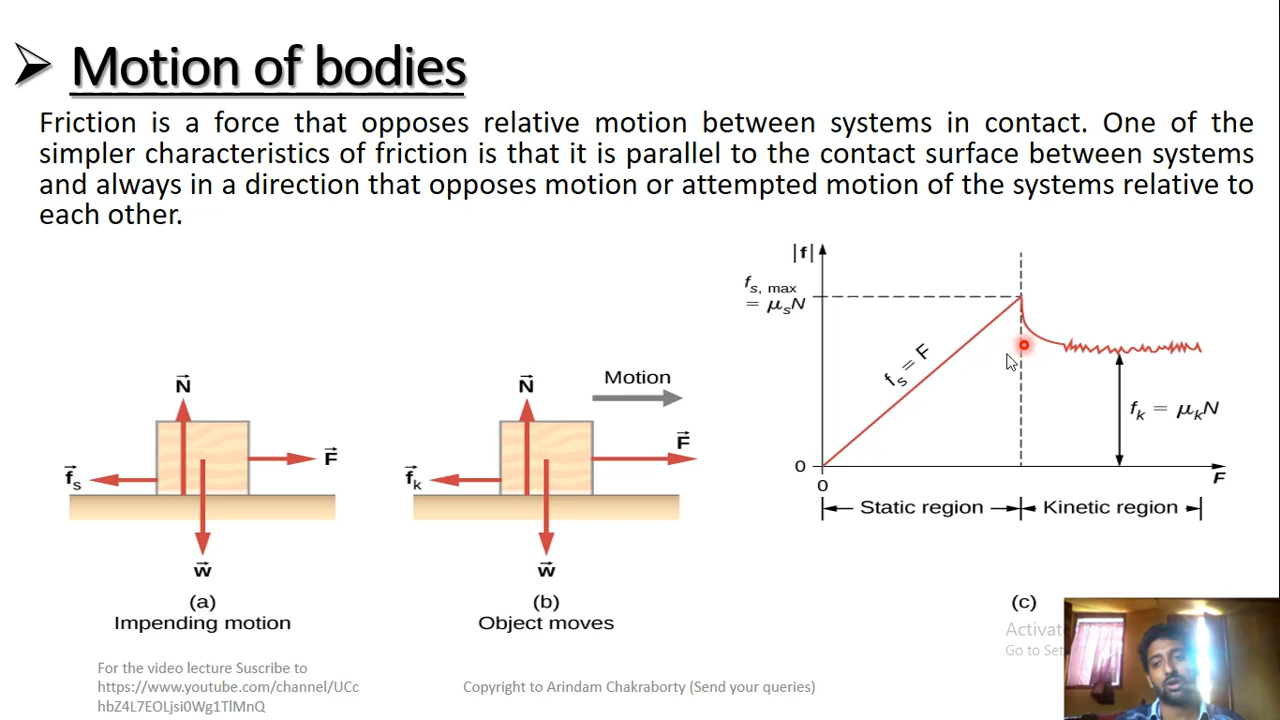 Motion of bodies
Friction is a force that opposes relative motion between systems in contact. One of the
simpler characteristics of friction is that it is parallel to the contact surface between systems
and always in a direction that opposes motion or attempted motion of the systems relative to
each other.
N⃗
F⃗
f⃗s
w⃗
(a)
Impending motion
N⃗
Motion
F⃗
f⃗k
w⃗
(b)
Object moves
|f|
fs, max
= μsN
fs = F
fk = μkN
0
0
F
Static region
Kinetic region
(c)
Activat
Go to Set
For the video lecture Suscribe to
https://www.youtube.com/channel/UCc
hbZ4L7EOLjsi0Wg1TlMnQ
Copyright to Arindam Chakraborty (Send your queries)